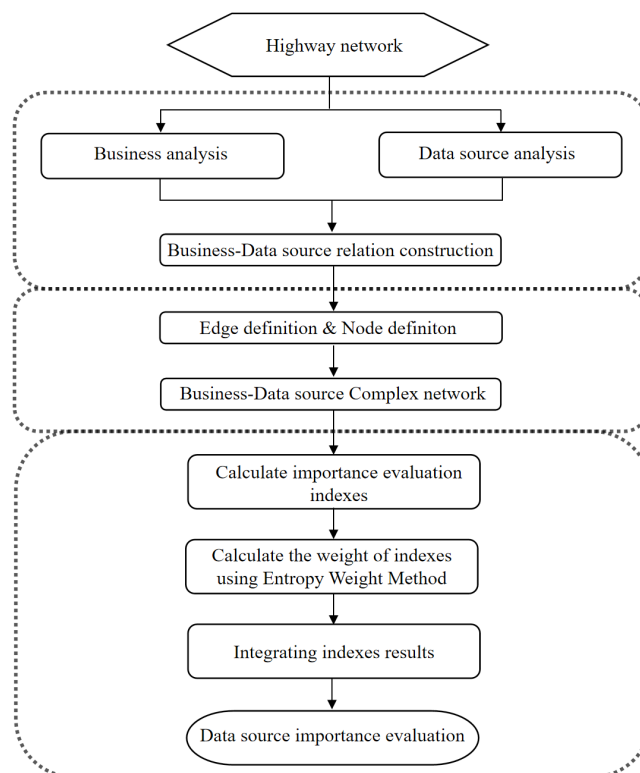 Highway network
Business analysis
Data source analysis
Business-Data source relation construction
Edge definition & Node definiton
Business-Data source Complex network
Calculate importance evaluation
indexes
Calculate the weight of indexes
using Entropy Weight Method
Integrating indexes results
Data source importance evaluation